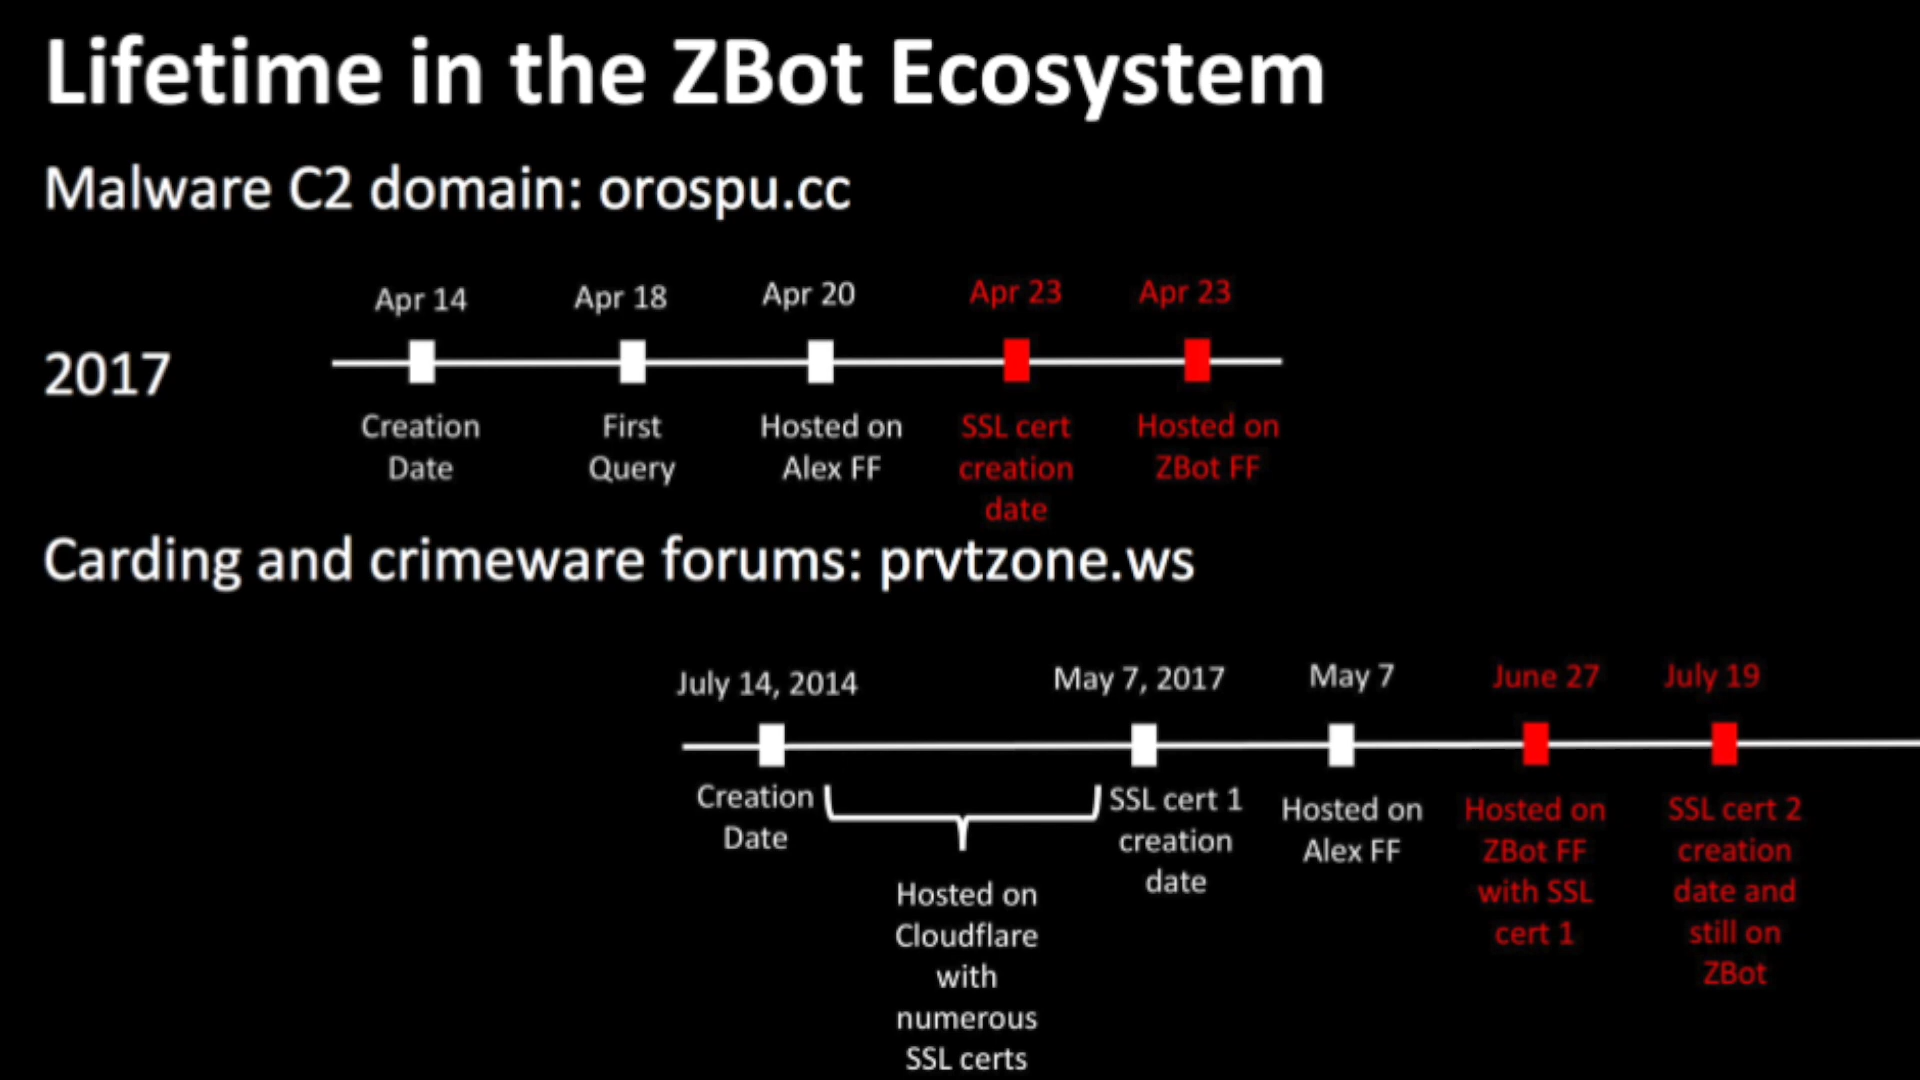 Lifetime in the ZBot Ecosystem
Malware C2 domain: orospu.cc
Apr 14
Apr 18
Apr 20
Apr 23
Apr 23
2017
Creation
Date
First
Query
Hosted on
Alex FF
SSL cert
creation
date
Hosted on
ZBot FF
Carding and crimeware forums: prvtzone.ws
July 14, 2014
May 7, 2017
May 7
June 27
July 19
Creation
Date
Hosted on
Cloudflare
with
numerous
SSL certs
SSL cert 1
creation
date
Hosted on
Alex FF
Hosted on
ZBot FF
with SSL
cert 1
SSL cert 2
creation
date and
still on
ZBot